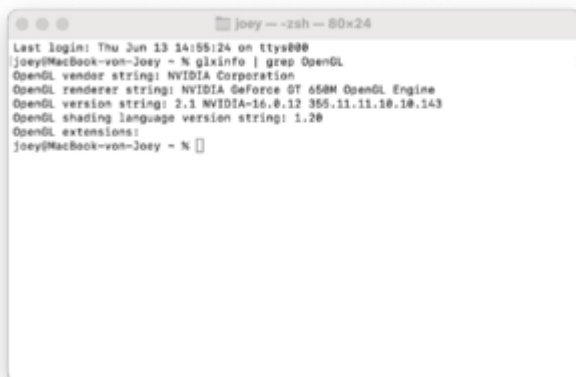 joey — -zsh — 80×24
Last login: Thu Jun 13 14:55:24 on ttys000
joey@MacBook-von-Joey ~ % glxinfo | grep OpenGL
OpenGL vendor string: NVIDIA Corporation
OpenGL renderer string: NVIDIA GeForce GT 650M OpenGL Engine
OpenGL version string: 2.1 NVIDIA-16.0.12 355.11.11.10.10.143
OpenGL shading language version string: 1.20
OpenGL extensions:
joey@MacBook-von-Joey ~ %